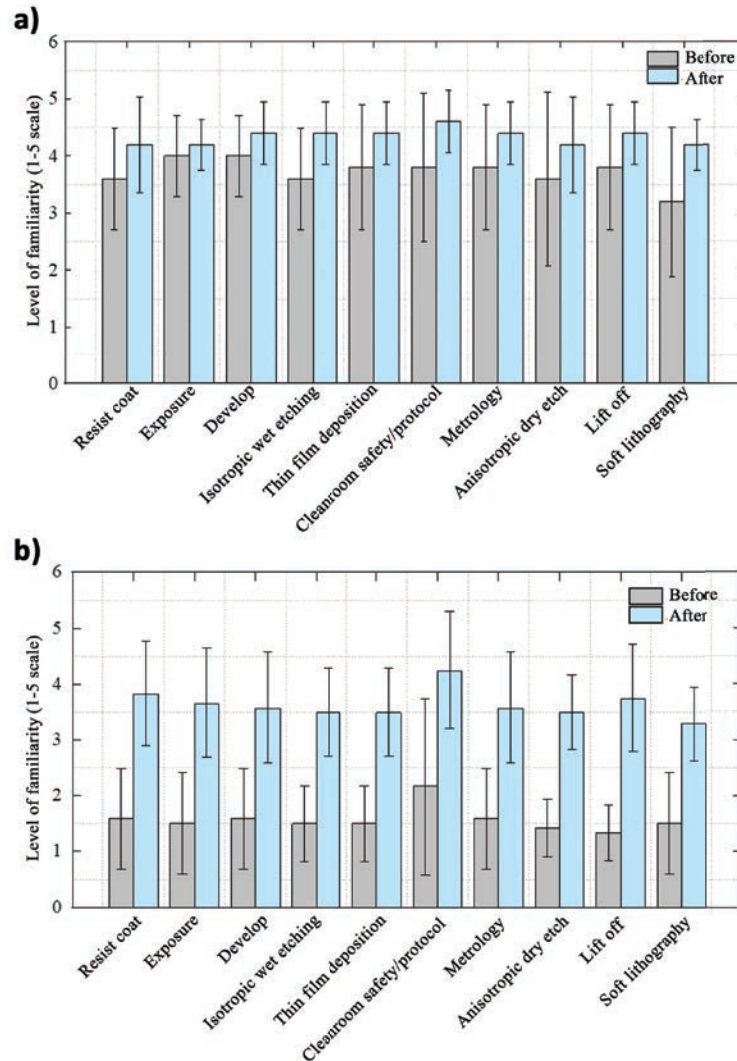 a)
6
5
4
3
2
1
0
Level of familiarity (1-5 scale)
Before
After
Resist coat
Exposure
Develop
Isotropic wet etching
Thin film deposition
Cleanroom safety/protocol
Metrology
Anisotropic dry etch
Lift off
Soft lithography
b)
6
5
4
3
2
1
0
Level of familiarity (1-5 scale)
Before
After
Resist coat
Exposure
Develop
Isotropic wet etching
Thin film deposition
Cleanroom safety/protocol
Metrology
Anisotropic dry etch
Lift off
Soft lithography